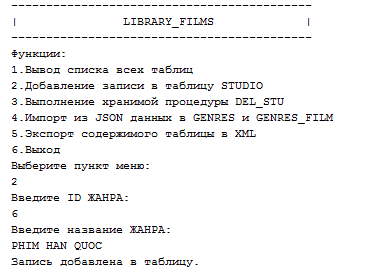 ----------------------------------------
| LIBRARY_FILMS |
----------------------------------------
Функции:
1.Вывод списка всех таблиц
2.Добавление записи в таблицу STUDIO
3.Выполнение хранимой процедуры DEL_STU
4.Импорт из JSON данных в GENRES и GENRES_FILM
5.Экспорт содержимого таблицы в XML
6.Выход
Выберите пункт меню:
2
Введите ID ЖАНРА:
6
Введите название ЖАНРА:
PHIM HAN QUOC
Запись добавлена в таблицу.